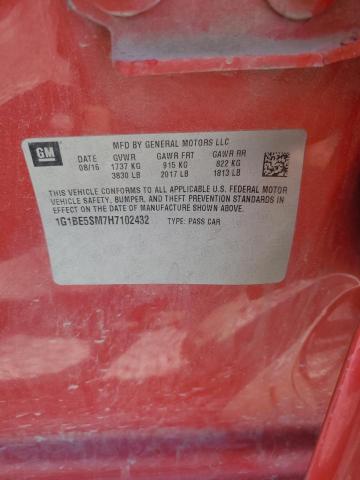 GM
MFD BY GENERAL MOTORS LLC
DATE GVWR GAWR FRT GAWR RR
08/16 1737 KG 915 KG 822 KG
3830 LB 2017 LB 1813 LB
THIS VEHICLE CONFORMS TO ALL APPLICABLE U.S. FEDERAL MOTOR
VEHICLE SAFETY, BUMPER, AND THEFT PREVENTION STANDARDS IN
EFFECT ON THE DATE OF MANUFACTURE SHOWN ABOVE.
1G1BE5SM7H7102432 TYPE: PASS CAR